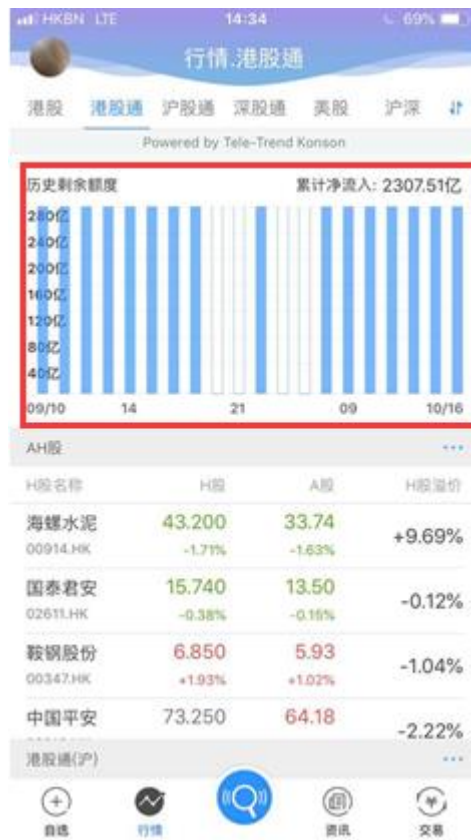 HKBN LTE 14:34 69%
行情.港股通
港股 港股通 沪股通 深股通 美股 沪深
Powered by Tele-Trend Konson
历史剩余额度 累计净流入: 2307.51亿
280亿
240亿
200亿
160亿
120亿
80亿
40亿
09/10 14 21 09 10/16
AH股
H股名称 H股 A股 H股溢价
海螺水泥 43.200 33.74 +9.69%
00914.HK -1.71% -1.63%
国泰君安 15.740 13.50 -0.12%
02611.HK -0.38% -0.15%
鞍钢股份 6.850 5.93 -1.04%
00347.HK +1.93% +1.02%
中国平安 73.250 64.18 -2.22%
港股通(沪)
自选 行情 资讯 交易